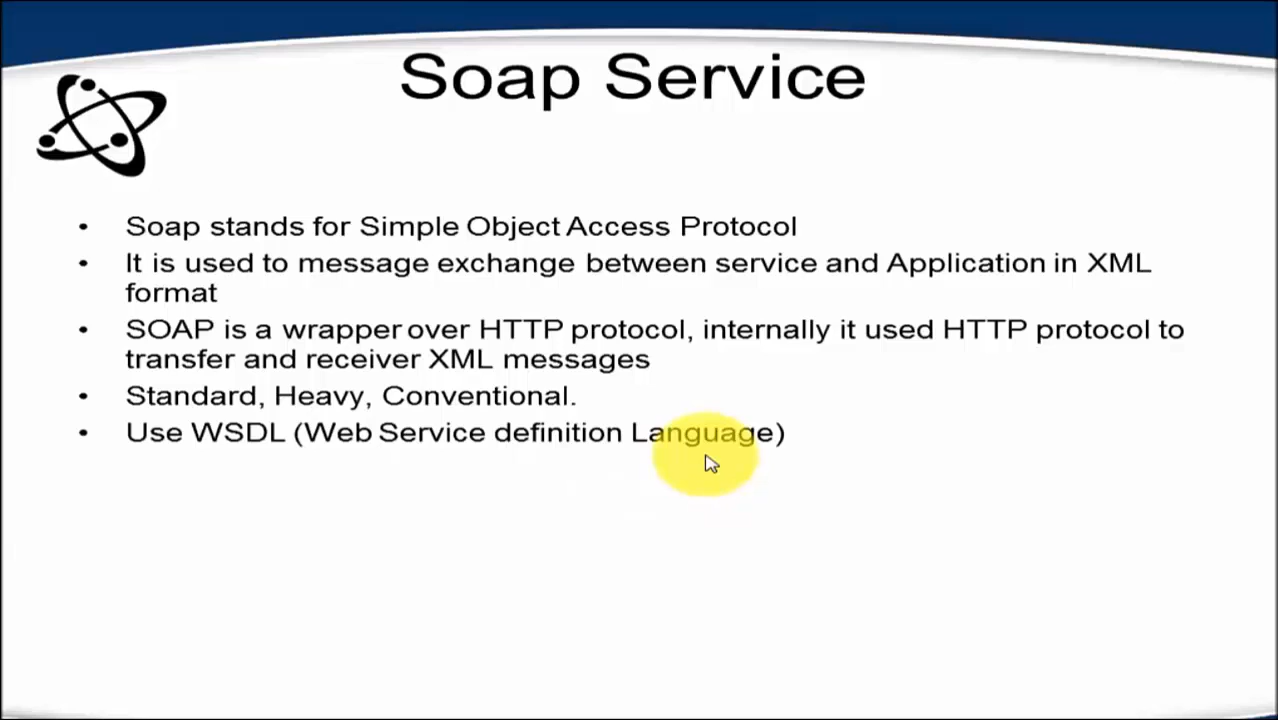 Soap Service
• Soap stands for Simple Object Access Protocol
• It is used to message exchange between service and Application in XML
format
• SOAP is a wrapper over HTTP protocol, internally it used HTTP protocol to
transfer and receiver XML messages
• Standard, Heavy, Conventional.
• Use WSDL (Web Service definition Language)